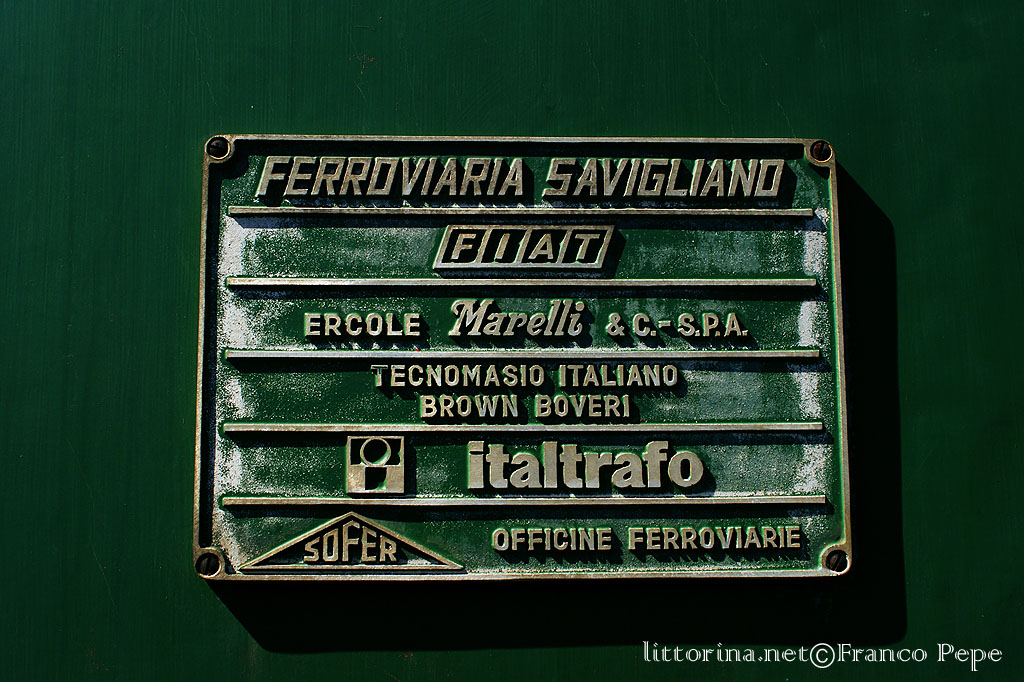 FERROVIARIA SAVIGLIANO
FIAT
ERCOLE Marelli & C.-S.P.A.
TECNOMASIO ITALIANO
BROWN BOVERI
italtrafo
SOFER OFFICINE FERROVIARIE
littorina.net©Franco Pepe